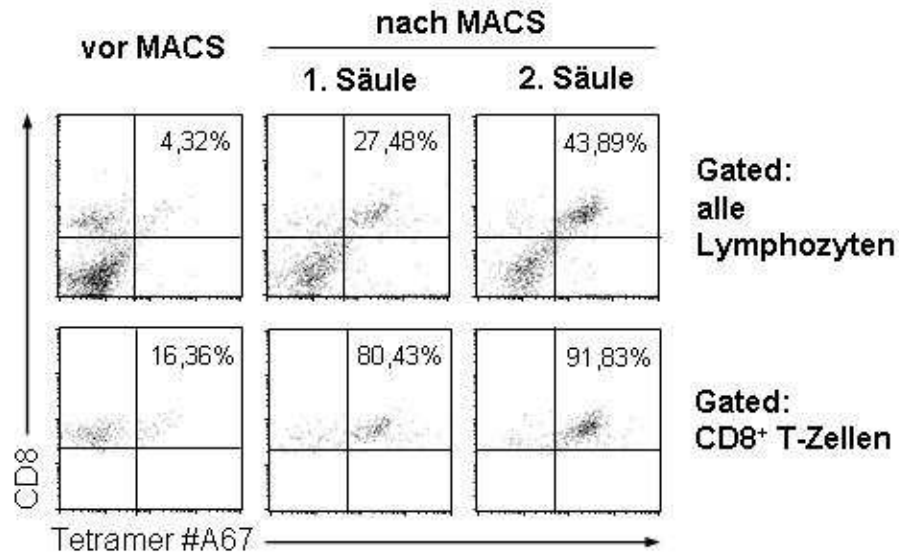 nach MACS
vor MACS
1. Säule
2. Säule
4,32%
27,48%
43,89%
Gated:
alle
Lymphozyten
16,36%
80,43%
91,83%
Gated:
CD8⁺ T-Zellen
CD8
Tetramer #A67